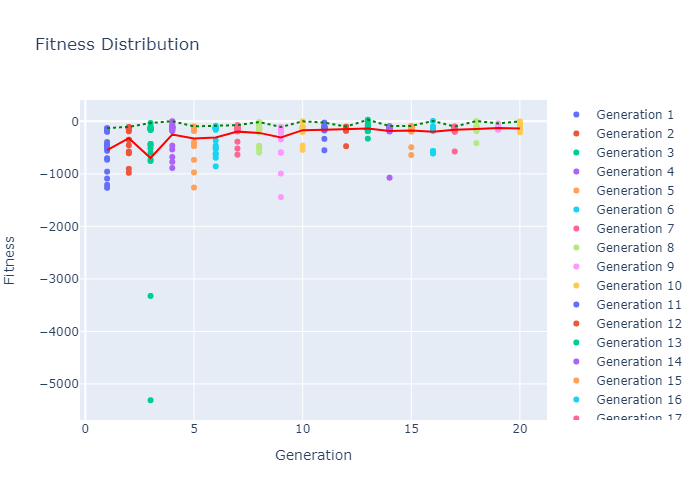 Fitness Distribution
Fitness
0
−1000
−2000
−3000
−4000
−5000
0
5
10
15
20
Generation
Generation 1
Generation 2
Generation 3
Generation 4
Generation 5
Generation 6
Generation 7
Generation 8
Generation 9
Generation 10
Generation 11
Generation 12
Generation 13
Generation 14
Generation 15
Generation 16
Generation 17